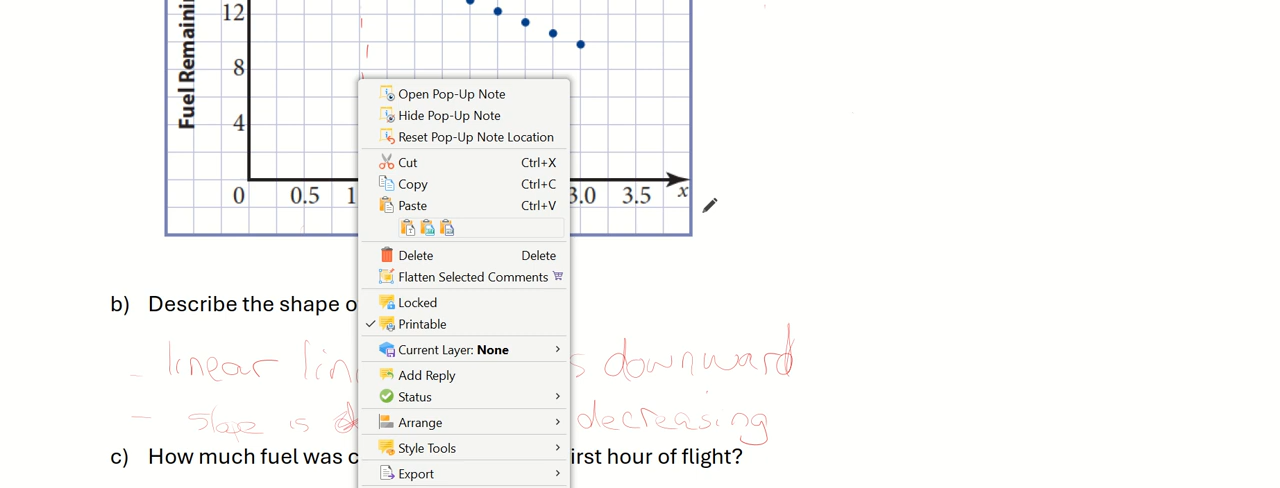 12
Fuel Remainin
8
4
0 0.5 1 3.0 3.5 x
Open Pop-Up Note
Hide Pop-Up Note
Reset Pop-Up Note Location
Cut Ctrl+X
Copy Ctrl+C
Paste Ctrl+V
Delete Delete
Flatten Selected Comments
Locked
Printable
Current Layer: None
Add Reply
Status
Arrange
Style Tools
Export
b) Describe the shape o
- linear lin s downward
- slope is decreasing
c) How much fuel was c irst hour of flight?